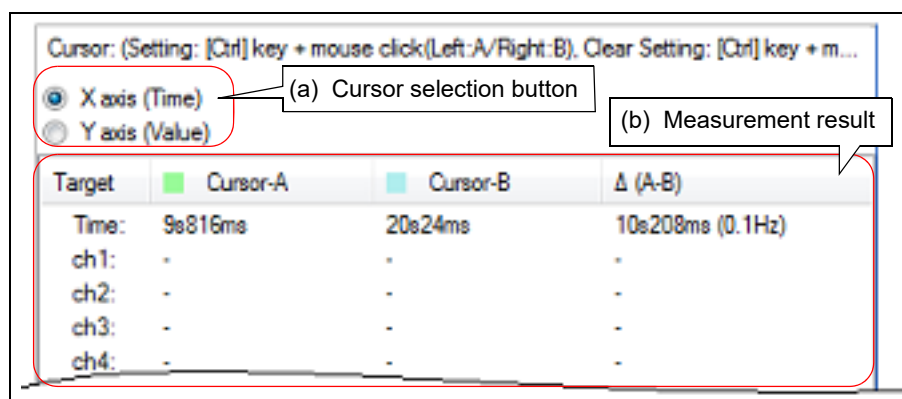 Cursor: (Setting: [Ctrl] key + mouse click(Left:A/Right:B), Clear Setting: [Ctrl] key + m...
X axis (Time)
(a) Cursor selection button
Y axis (Value)
(b) Measurement result
Target Cursor-A Cursor-B Δ (A-B)
Time: 9s816ms 20s24ms 10s208ms (0.1Hz)
ch1: - - -
ch2: - - -
ch3: - - -
ch4: - - -